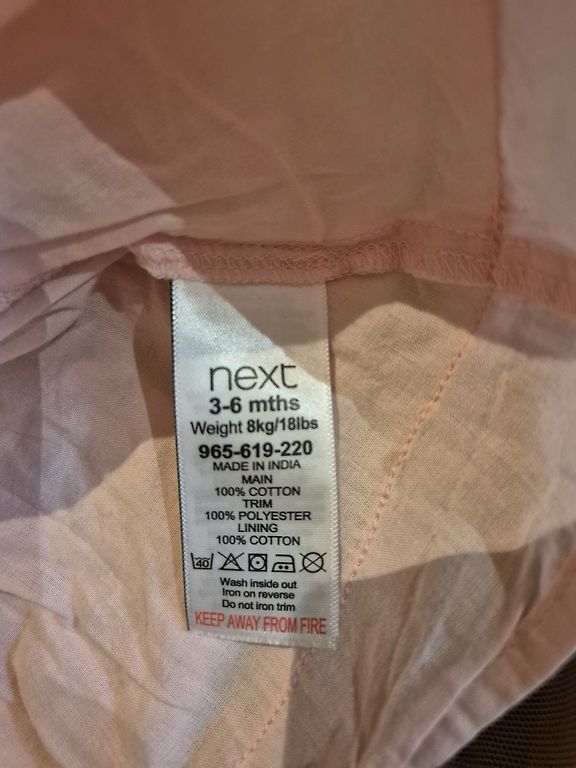 next
3-6 mths
Weight 8kg/18lbs
965-619-220
MADE IN INDIA
MAIN
100% COTTON
TRIM
100% POLYESTER
LINING
100% COTTON
40
Wash inside out
Iron on reverse
Do not iron trim
KEEP AWAY FROM FIRE